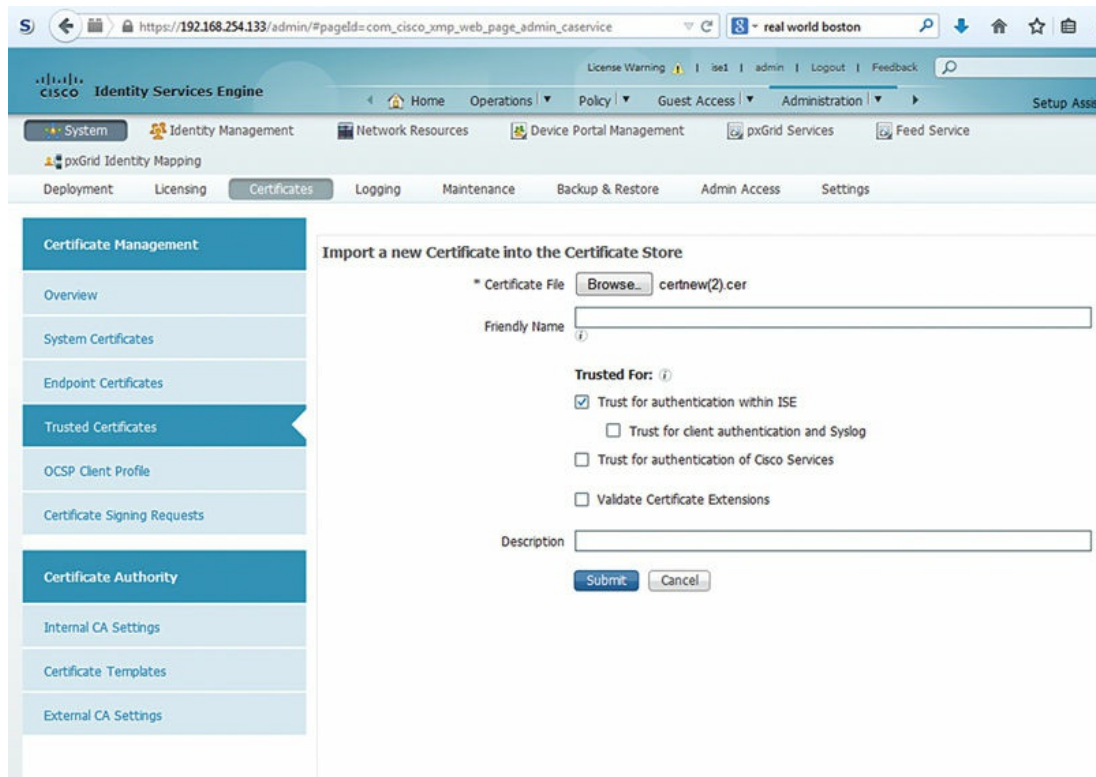 https://192.168.254.133/admin/#pageId=com_cisco_xmp_web_page_admin_caservice
real world boston
License Warning | ise1 | admin | Logout | Feedback
cisco Identity Services Engine
Home Operations Policy Guest Access Administration Setup Assi
System Identity Management Network Resources Device Portal Management pxGrid Services Feed Service
pxGrid Identity Mapping
Deployment Licensing Certificates Logging Maintenance Backup & Restore Admin Access Settings
Certificate Management
Overview
System Certificates
Endpoint Certificates
Trusted Certificates
OCSP Client Profile
Certificate Signing Requests
Certificate Authority
Internal CA Settings
Certificate Templates
External CA Settings
Import a new Certificate into the Certificate Store
* Certificate File Browse... certnew(2).cer
Friendly Name
Trusted For:
Trust for authentication within ISE
Trust for client authentication and Syslog
Trust for authentication of Cisco Services
Validate Certificate Extensions
Description
Submit Cancel